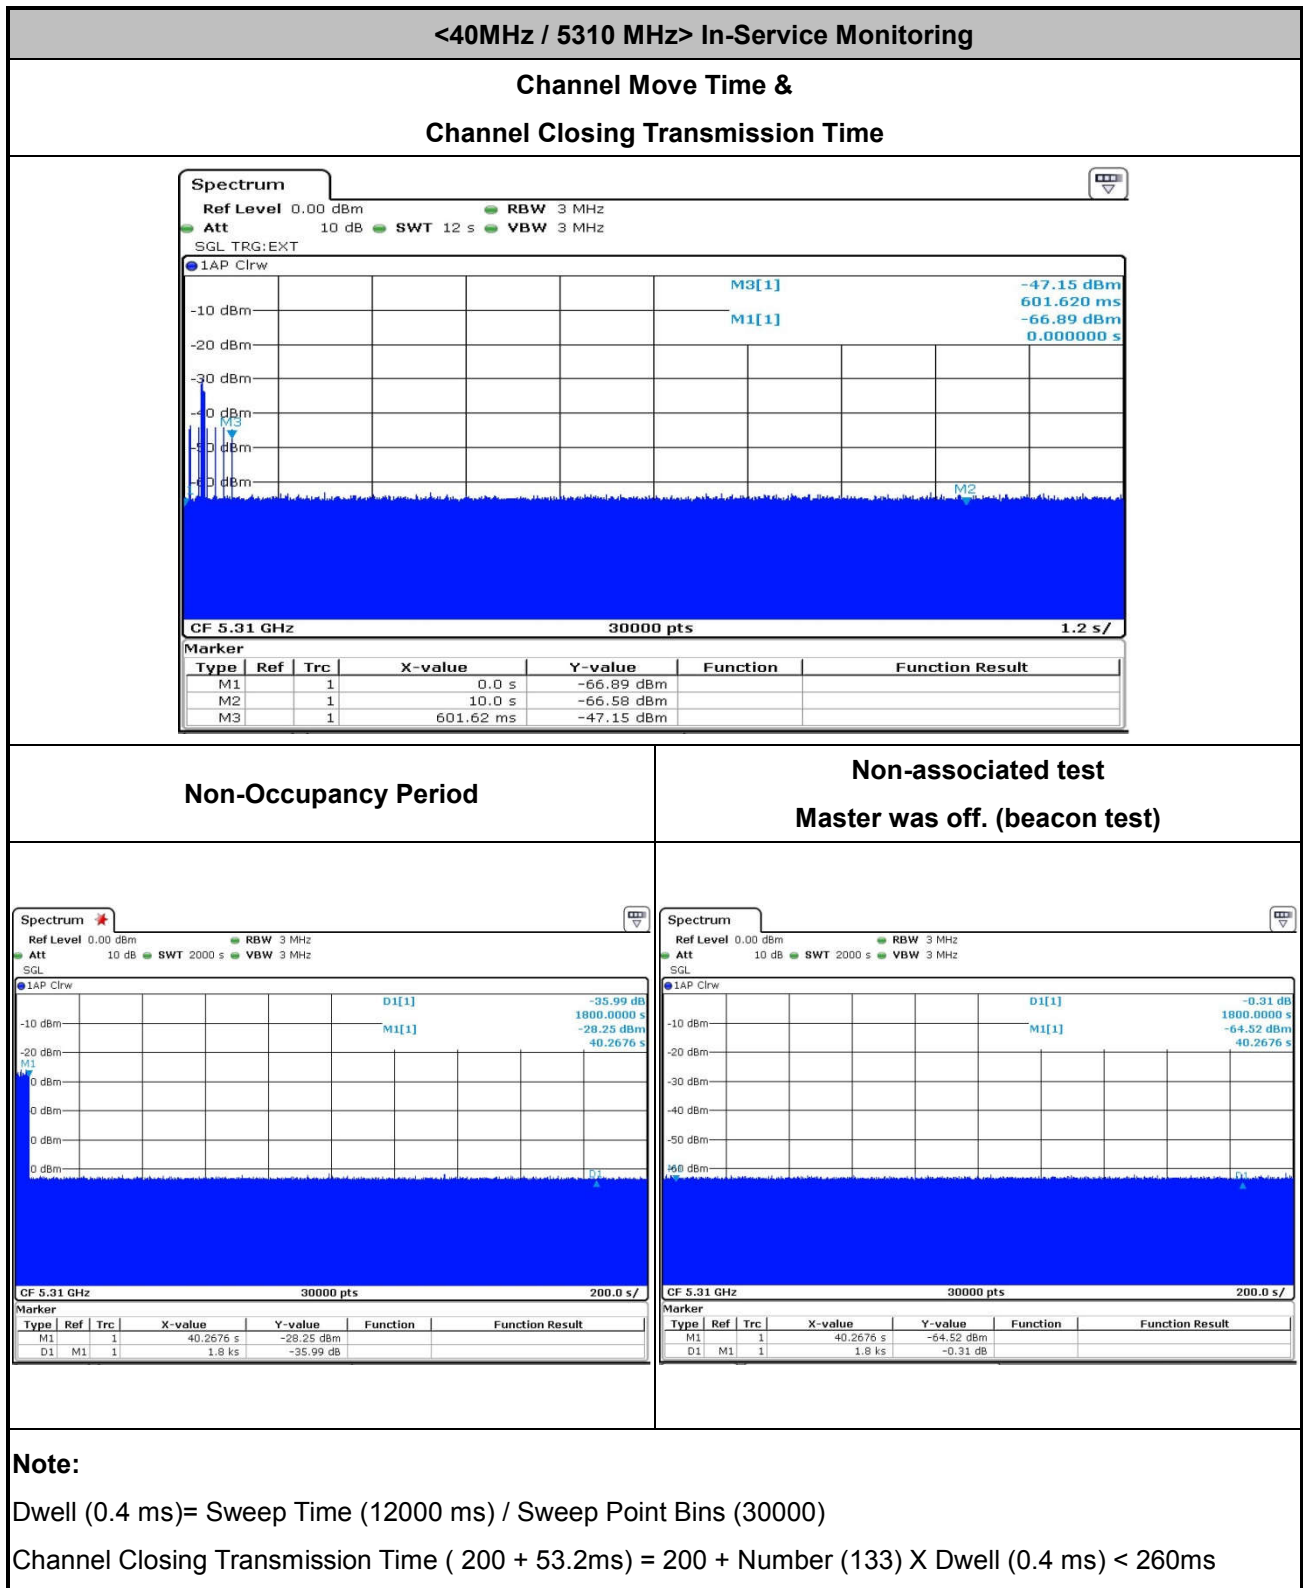 <40MHz / 5310 MHz> In-Service Monitoring
Channel Move Time &
Channel Closing Transmission Time
Spectrum
Ref Level 0.00 dBm RBW 3 MHz
Att 10 dB SWT 12 s VBW 3 MHz
SGL TRG:EXT
1AP Clrw
M3[1] -47.15 dBm
601.620 ms
-10 dBm
M1[1] -66.89 dBm
0.000000 s
-20 dBm
-30 dBm
-40 dBm
M3
-50 dBm
-60 dBm
M2
CF 5.31 GHz 30000 pts 1.2 s/
Marker
Type Ref Trc X-value Y-value Function Function Result
M1 1 0.0 s -66.89 dBm
M2 1 10.0 s -66.58 dBm
M3 1 601.62 ms -47.15 dBm
Non-Occupancy Period
Non-associated test
Master was off. (beacon test)
Spectrum
Ref Level 0.00 dBm RBW 3 MHz
Att 10 dB SWT 2000 s VBW 3 MHz
SGL
1AP Clrw
D1[1] -35.99 dB
1800.0000 s
-10 dBm
M1[1] -28.25 dBm
40.2676 s
-20 dBm
M1
0 dBm
0 dBm
0 dBm
0 dBm
D1
CF 5.31 GHz 30000 pts 200.0 s/
Marker
Type Ref Trc X-value Y-value Function Function Result
M1 1 40.2676 s -28.25 dBm
D1 M1 1 1.8 ks -35.99 dB
Spectrum
Ref Level 0.00 dBm RBW 3 MHz
Att 10 dB SWT 2000 s VBW 3 MHz
SGL
1AP Clrw
D1[1] -0.31 dB
1800.0000 s
-10 dBm
M1[1] -64.52 dBm
40.2676 s
-20 dBm
-30 dBm
-40 dBm
-50 dBm
dBm
D1
CF 5.31 GHz 30000 pts 200.0 s/
Marker
Type Ref Trc X-value Y-value Function Function Result
M1 1 40.2676 s -64.52 dBm
D1 M1 1 1.8 ks -0.31 dB
Note:
Dwell (0.4 ms)= Sweep Time (12000 ms) / Sweep Point Bins (30000)
Channel Closing Transmission Time ( 200 + 53.2ms) = 200 + Number (133) X Dwell (0.4 ms) < 260ms